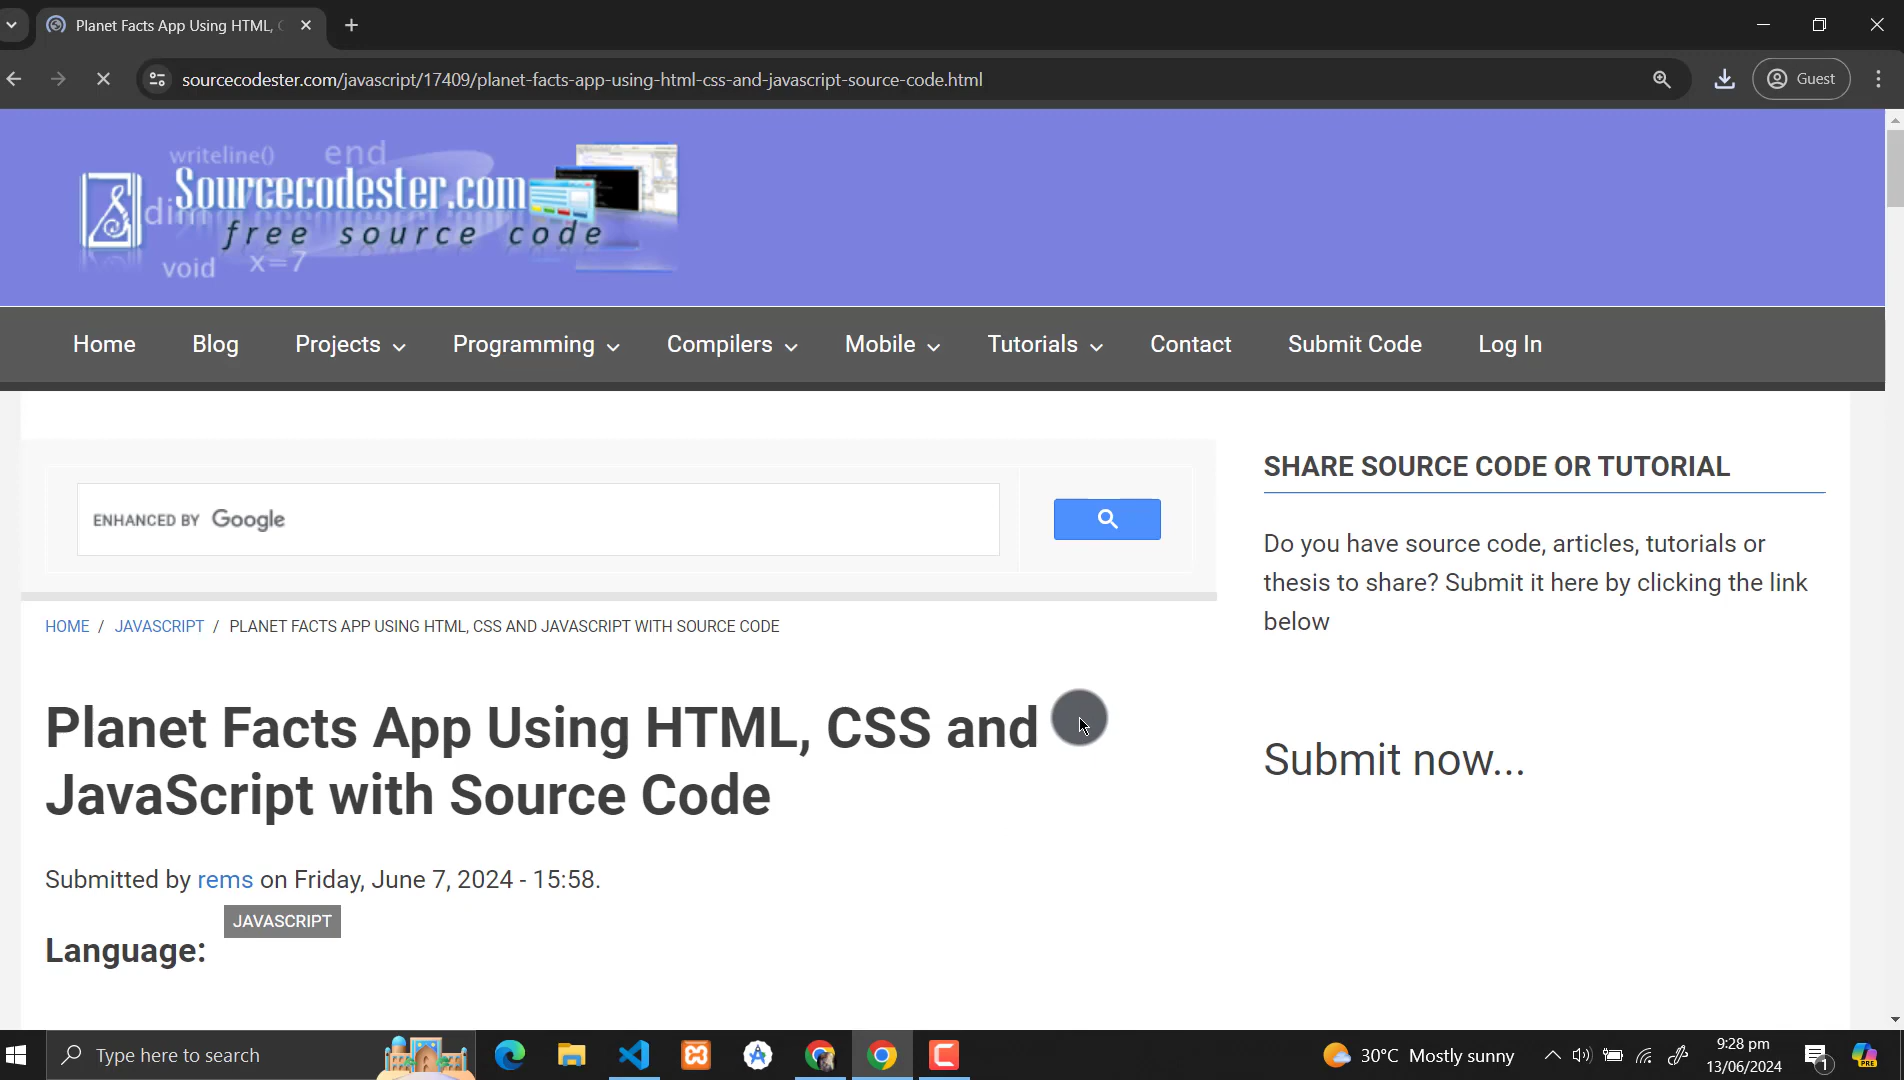 Planet Facts App Using HTML,
sourcecodester.com/javascript/17409/planet-facts-app-using-html-css-and-javascript-source-code.html
Guest
writeline() end
Sourcecodester.com
dim
free source code
void x=7
Home Blog Projects Programming Compilers Mobile Tutorials Contact Submit Code Log In
ENHANCED BY Google
HOME / JAVASCRIPT / PLANET FACTS APP USING HTML, CSS AND JAVASCRIPT WITH SOURCE CODE
Planet Facts App Using HTML, CSS and
JavaScript with Source Code
Submitted by rems on Friday, June 7, 2024 - 15:58.
JAVASCRIPT
Language:
SHARE SOURCE CODE OR TUTORIAL
Do you have source code, articles, tutorials or
thesis to share? Submit it here by clicking the link
below
Submit now...
Type here to search
30°C Mostly sunny
9:28 pm
13/06/2024
1
PRE